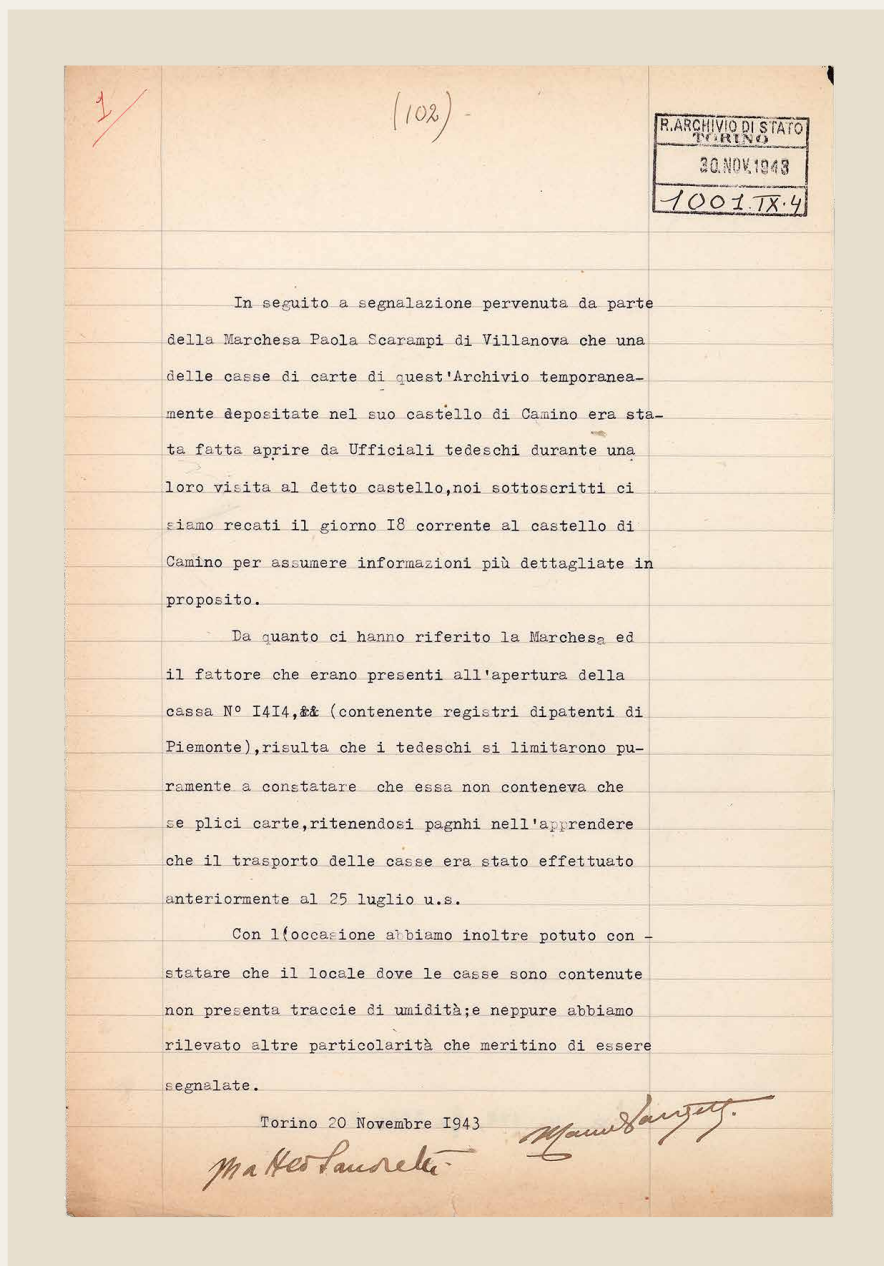 1
(102) -
R. ARCHIVIO DI STATO
TORINO
30.NOV.1943
1001.IX.4
In seguito a segnalazione pervenuta da parte
della Marchesa Paola Scarampi di Villanova che una
delle casse di carte di quest'Archivio temporanea-
mente depositate nel suo castello di Camino era sta-
ta fatta aprire da Ufficiali tedeschi durante una
loro visita al detto castello,noi sottoscritti ci
siamo recati il giorno I8 corrente al castello di
Camino per assumere informazioni più dettagliate in
proposito.
Da quanto ci hanno riferito la Marchesa ed
il fattore che erano presenti all'apertura della
cassa Nº I4I4, (contenente registri dipatenti di
Piemonte),risulta che i tedeschi si limitarono pu-
ramente a constatare che essa non conteneva che
se plici carte,ritenendosi pagnhi nell'apprendere
che il trasporto delle casse era stato effettuato
anteriormente al 25 luglio u.s.
Con l(occasione abbiamo inoltre potuto con -
statare che il locale dove le casse sono contenute
non presenta traccie di umidità;e neppure abbiamo
rilevato altre particolarità che meritino di essere
segnalate.
Torino 20 Novembre I943
Matteo Sandretti